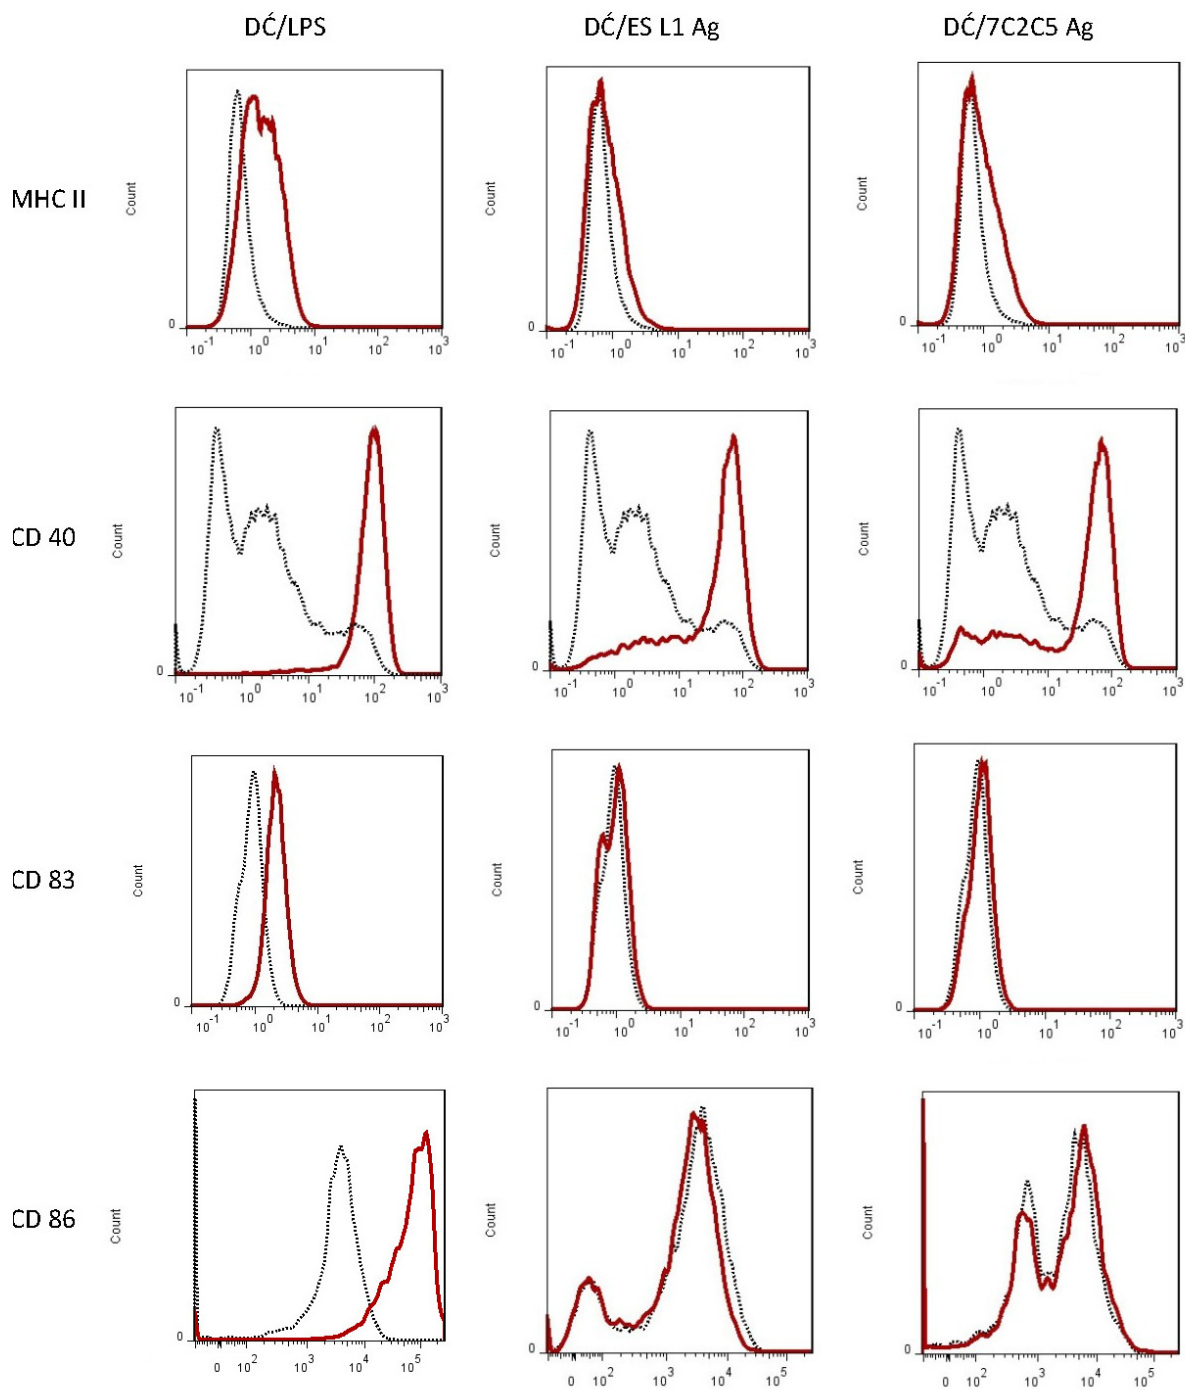 DĆ/LPS DĆ/ES L1 Ag DĆ/7C2C5 Ag
MHC II
Count Count Count
0 0 0
10⁻¹ 10⁰ 10¹ 10² 10³ 10⁻¹ 10⁰ 10¹ 10² 10³ 10⁻¹ 10⁰ 10¹ 10² 10³
CD 40
Count Count Count
0 0 0
10⁻¹ 10⁰ 10¹ 10² 10³ 10⁻¹ 10⁰ 10¹ 10² 10³ 10⁻¹ 10⁰ 10¹ 10² 10³
CD 83
Count Count Count
0 0 0
10⁻¹ 10⁰ 10¹ 10² 10³ 10⁻¹ 10⁰ 10¹ 10² 10³ 10⁻¹ 10⁰ 10¹ 10² 10³
CD 86
Count Count Count
0 0 0
0 10² 10³ 10⁴ 10⁵ 0 10² 10³ 10⁴ 10⁵ 0 10² 10³ 10⁴ 10⁵